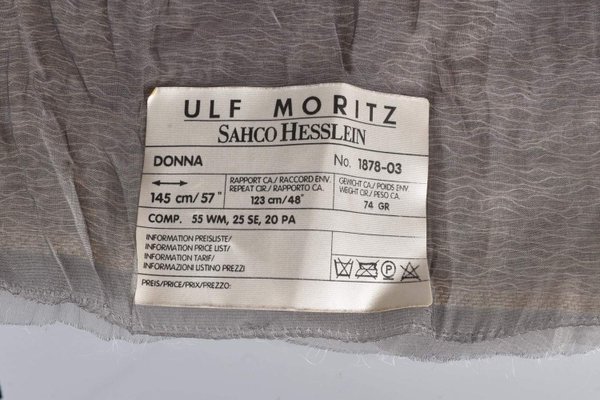 ULF MORITZ
SAHCO HESSLEIN
DONNA No. 1878-03
145 cm/57"
RAPPORT CA./ RACCORD ENV.
REPEAT CIR./ RAPPORTO CA.
123 cm/48"
GEWICHT CA./ POIDS ENV.
WEIGHT CIR./ PESO CA.
74 GR
COMP. 55 WM, 25 SE, 20 PA
INFORMATION PREISLISTE/
INFORMATION PRICE LIST/
INFORMATION TARIF/
INFORMAZIONI LISTINO PREZZI
PREIS/PRICE/PRIX/PREZZO:
P